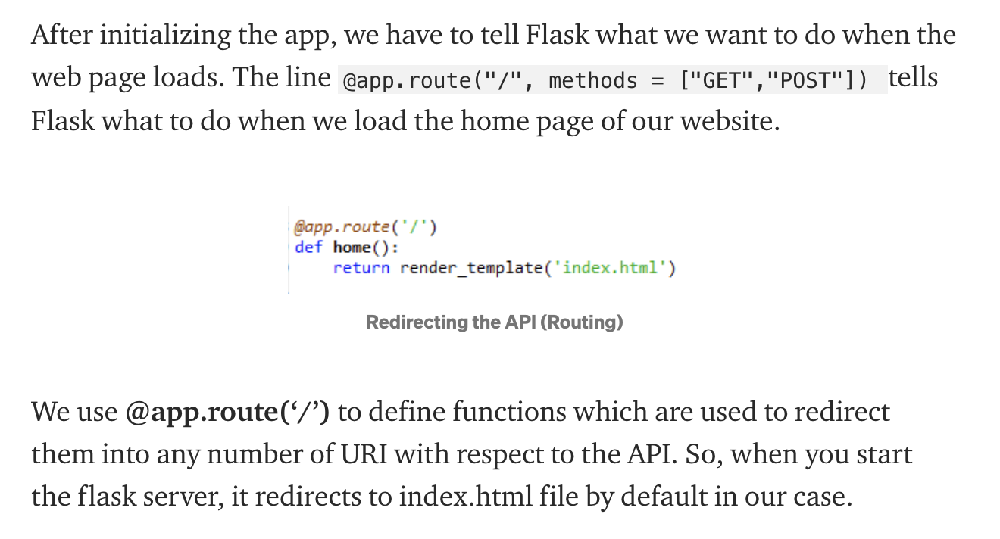 After initializing the app, we have to tell Flask what we want to do when the
web page loads. The line @app.route("/", methods = ["GET","POST"]) tells
Flask what to do when we load the home page of our website.
@app.route('/')
def home():
    return render_template('index.html')
Redirecting the API (Routing)
We use @app.route(‘/’) to define functions which are used to redirect
them into any number of URI with respect to the API. So, when you start
the flask server, it redirects to index.html file by default in our case.